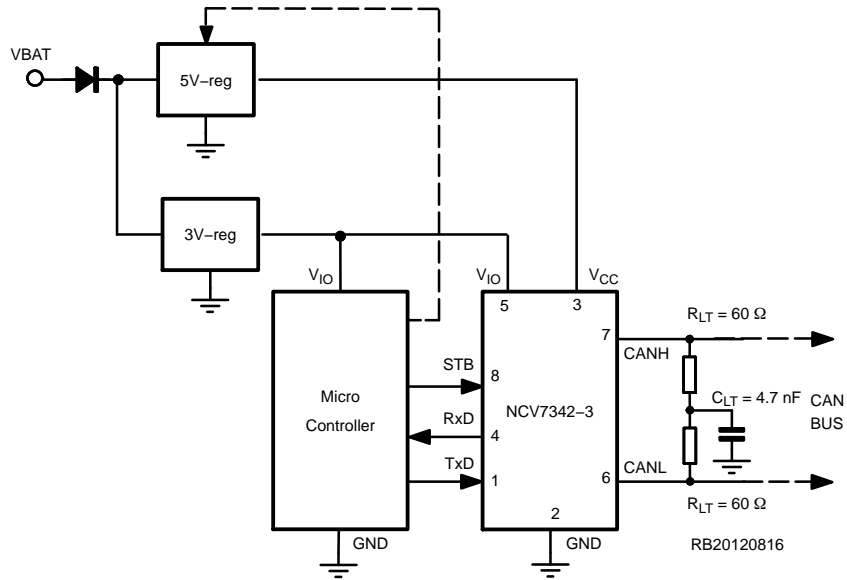 VBAT
5V−reg
3V−reg
VIO
VIO
VCC
5
3
7
RLT = 60 Ω
CANH
STB
8
Micro
Controller
NCV7342−3
CLT = 4.7 nF
CAN
BUS
RxD
4
TxD
1
6
CANL
2
RLT = 60 Ω
GND
GND
RB20120816